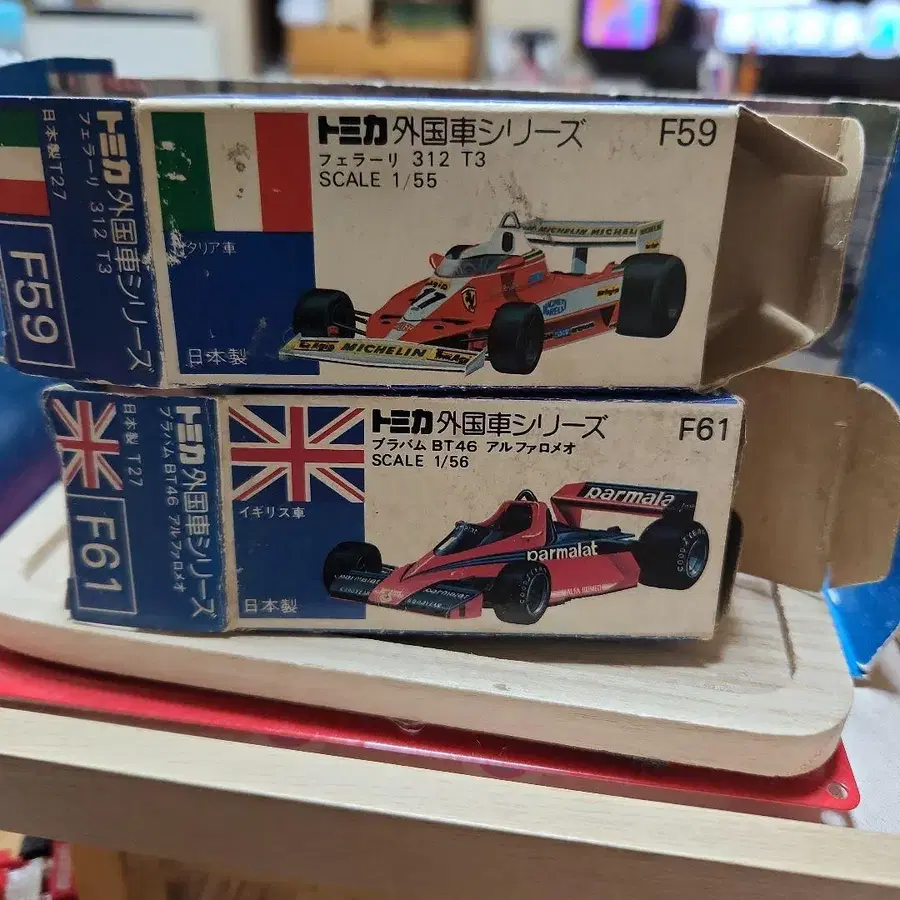 トミカ 外国車シリーズ F59
フェラーリ 312 T3
SCALE 1/55
タリア車
日本製
MICHELIN MICHEL
11
MICHELIN
日本製 T27
フェラーリ 312 T3
トミカ 外国車シリーズ
F59
トミカ 外国車シリーズ F61
ブラバム BT46 アルファロメオ
SCALE 1/56
イギリス車
日本製
parmala
parmalat
ALFA ROMEO
日本製 T27
ブラバム BT46 アルファロメオ
トミカ 外国車シリーズ
F61